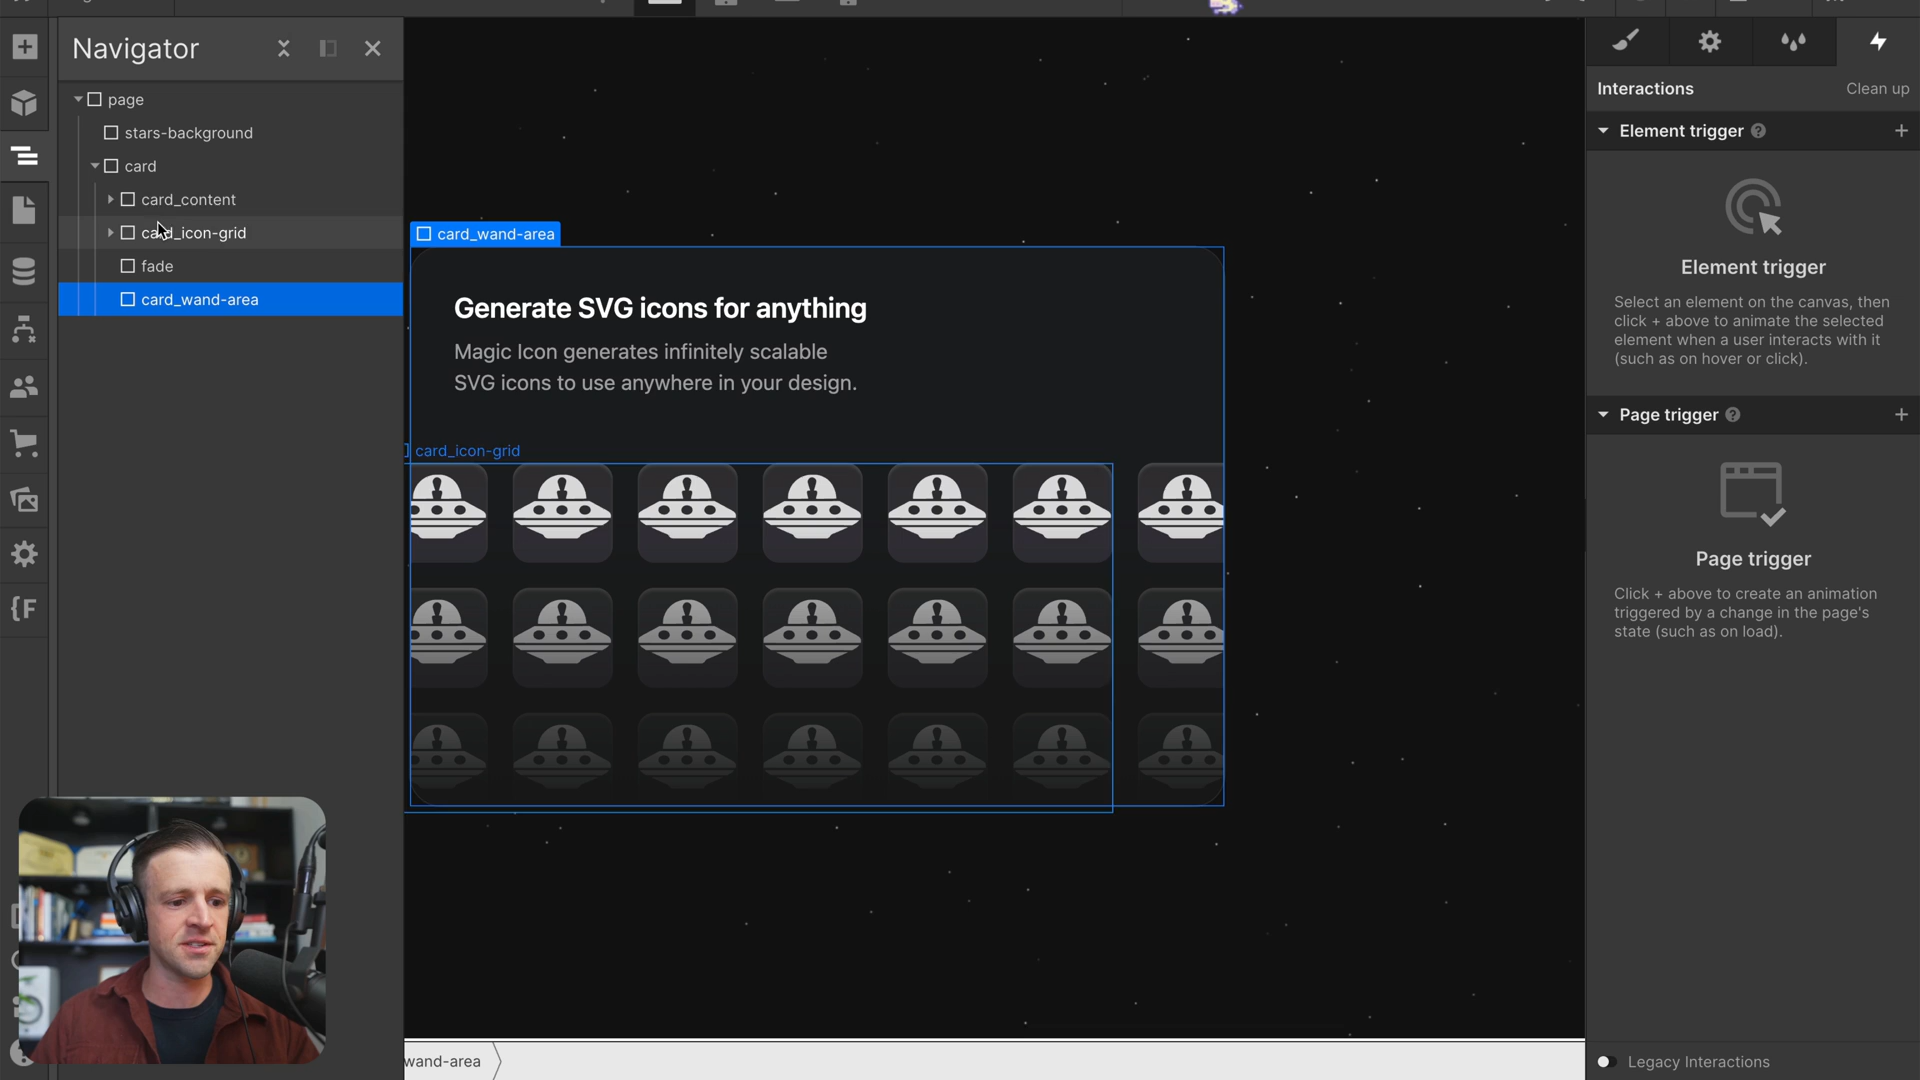 Navigator
page
stars-background
card
card_content
card_icon-grid
fade
card_wand-area
card_wand-area
Generate SVG icons for anything
Magic Icon generates infinitely scalable
SVG icons to use anywhere in your design.
card_icon-grid
wand-area
Interactions
Clean up
Element trigger
Element trigger
Select an element on the canvas, then
click + above to animate the selected
element when a user interacts with it
(such as on hover or click).
Page trigger
Page trigger
Click + above to create an animation
triggered by a change in the page's
state (such as on load).
Legacy Interactions